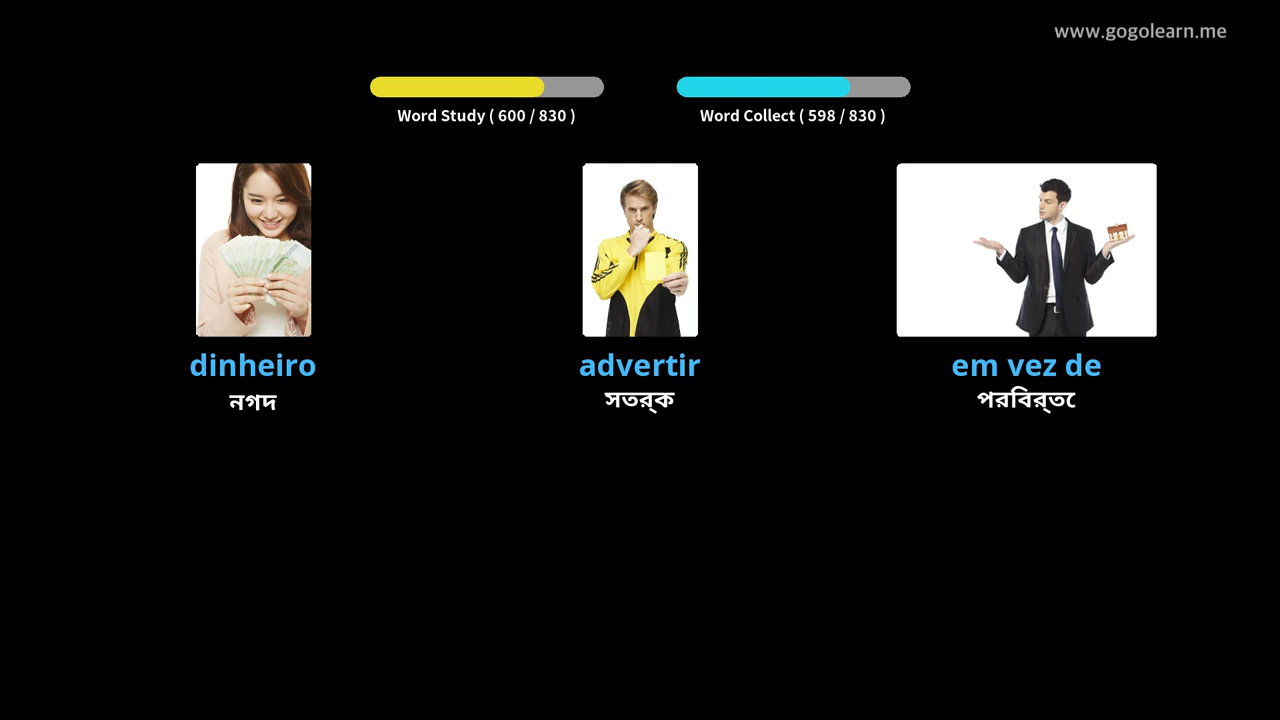 www.gogolearn.me
Word Study ( 600 / 830 )
Word Collect ( 598 / 830 )
dinheiro
advertir
em vez de
নগদ
সতর্ক
পরিবর্তে